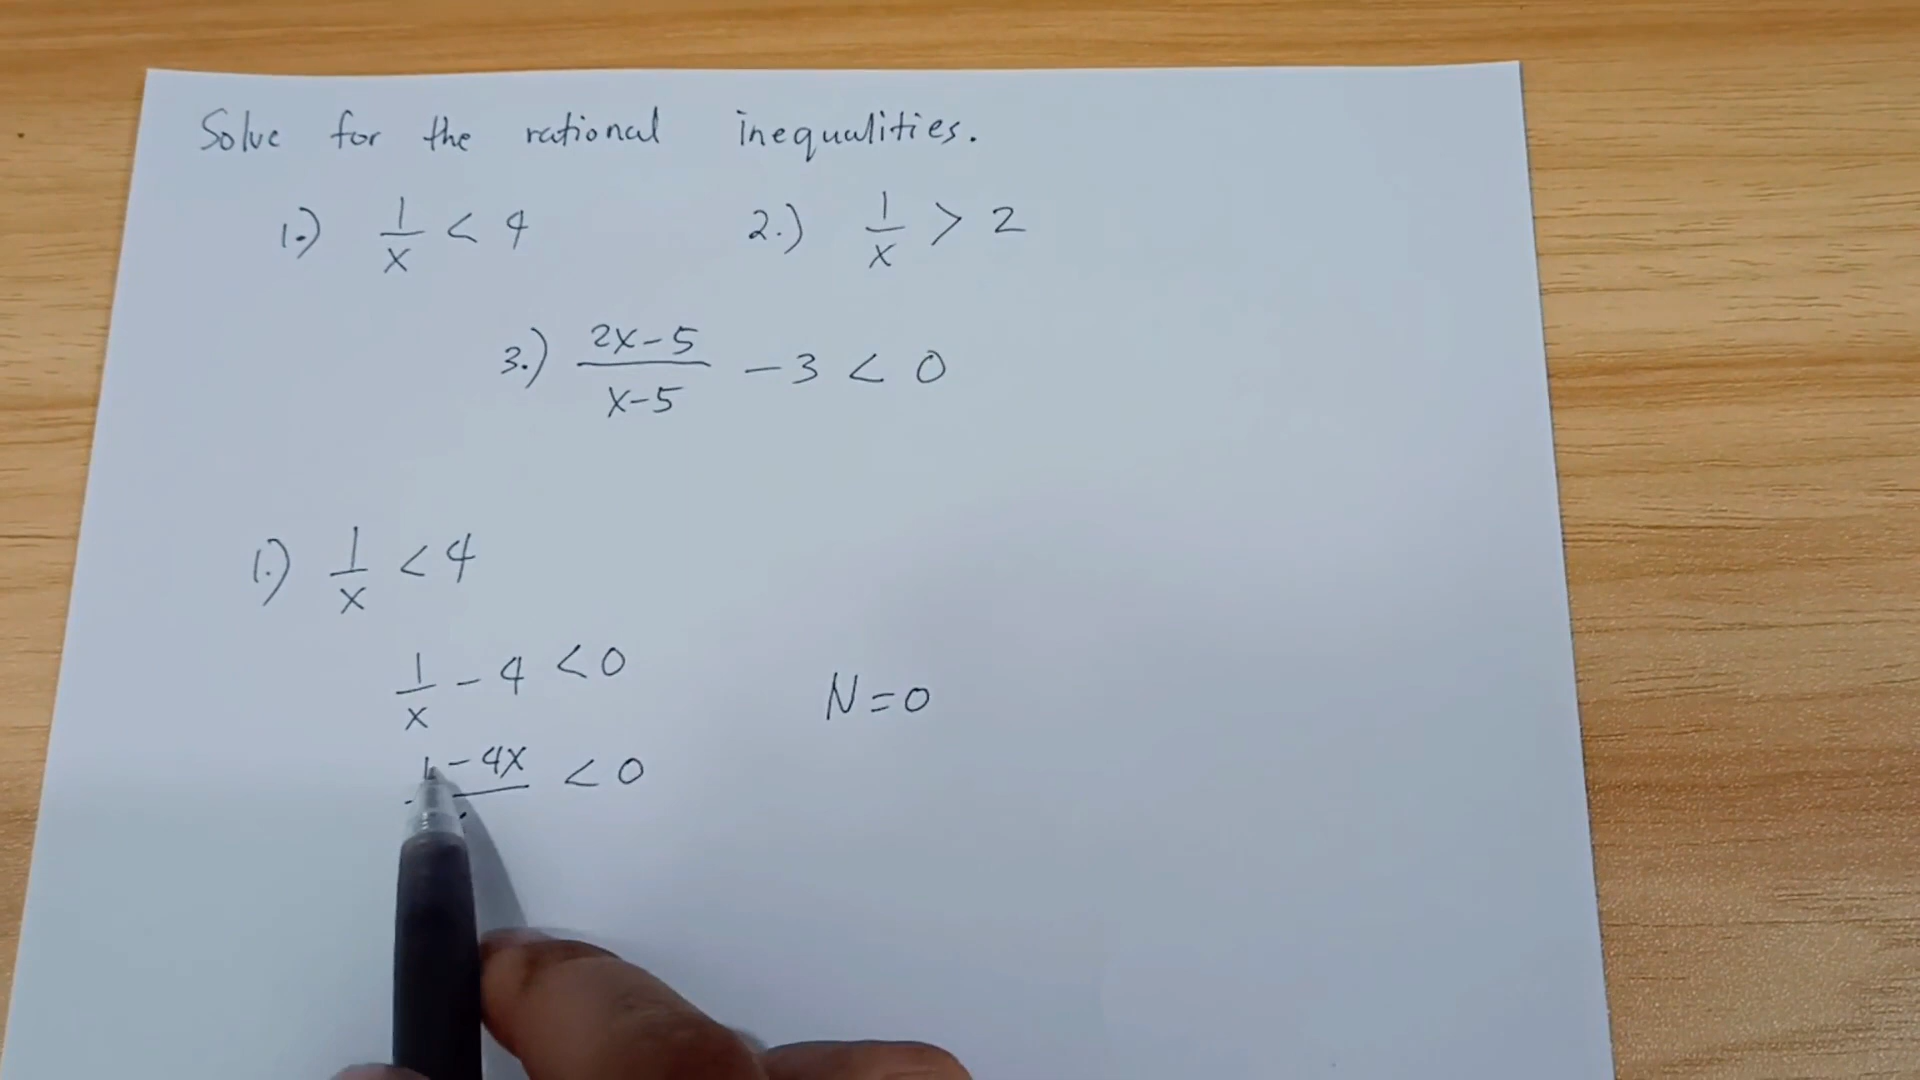 Solve for the rational inequalities.
1.) 1/x < 4 2.) 1/x > 2
3.) (2x-5)/(x-5) - 3 < 0
1.) 1/x < 4
1/x - 4 < 0
N = 0
1 - 4x < 0